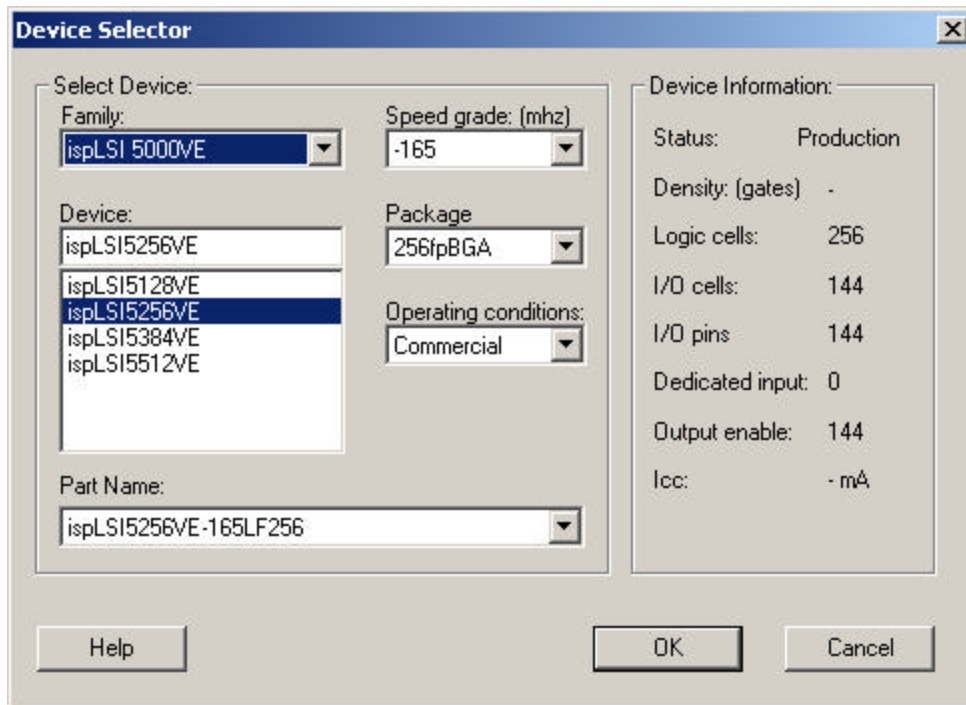 Device Selector
Select Device:
Family:
ispLSI 5000VE
Speed grade: (mhz)
-165
Device:
ispLSI5256VE
ispLSI5128VE
ispLSI5256VE
ispLSI5384VE
ispLSI5512VE
Package
256fpBGA
Operating conditions:
Commercial
Part Name:
ispLSI5256VE-165LF256
Device Information:
Status: Production
Density: (gates) -
Logic cells: 256
I/O cells: 144
I/O pins 144
Dedicated input: 0
Output enable: 144
Icc: - mA
Help
OK
Cancel